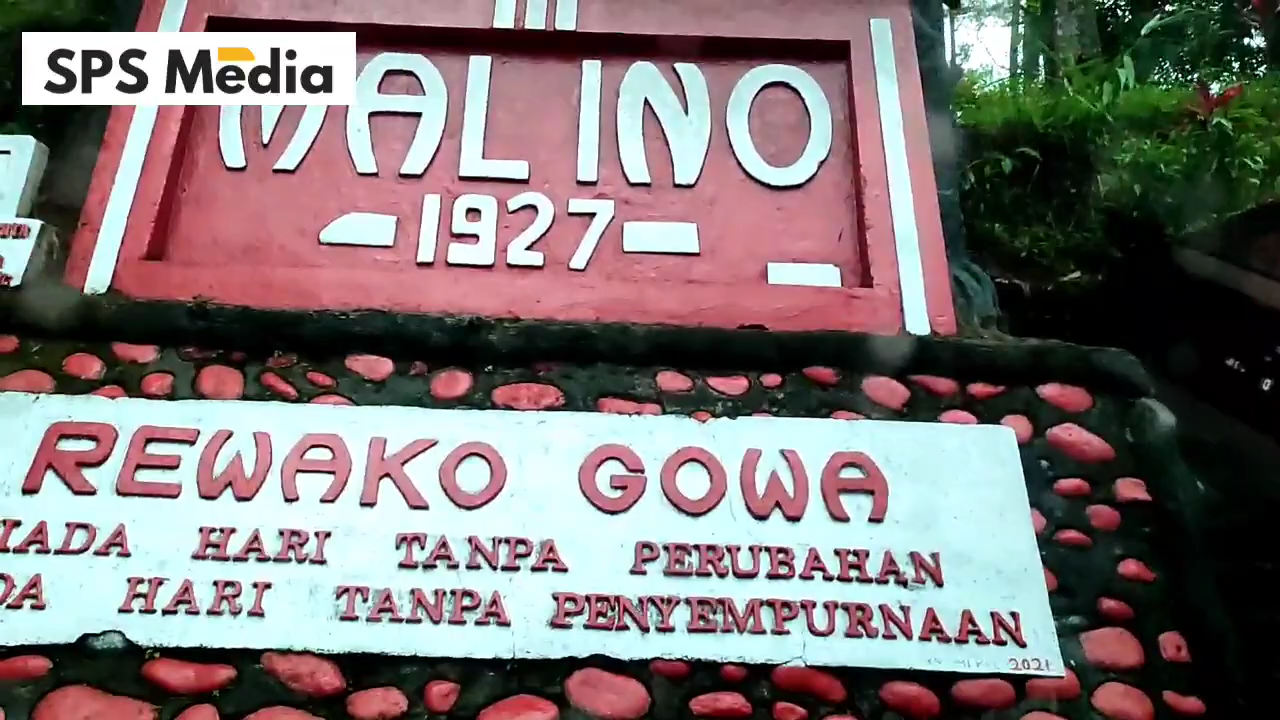 SPS Media
MALINO
-1927-
REWAKO GOWA
HARI TANPA PERUBAHAN
HARI TANPA PENYEMPURNAAN
2021